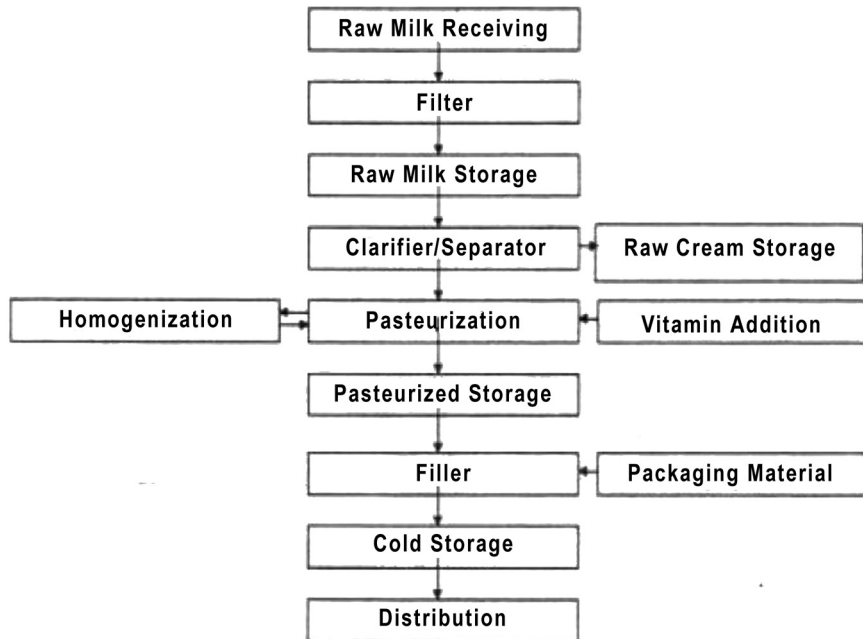 Raw Milk Receiving
Filter
Raw Milk Storage
Clarifier/Separator
Raw Cream Storage
Homogenization
Pasteurization
Vitamin Addition
Pasteurized Storage
Filler
Packaging Material
Cold Storage
Distribution